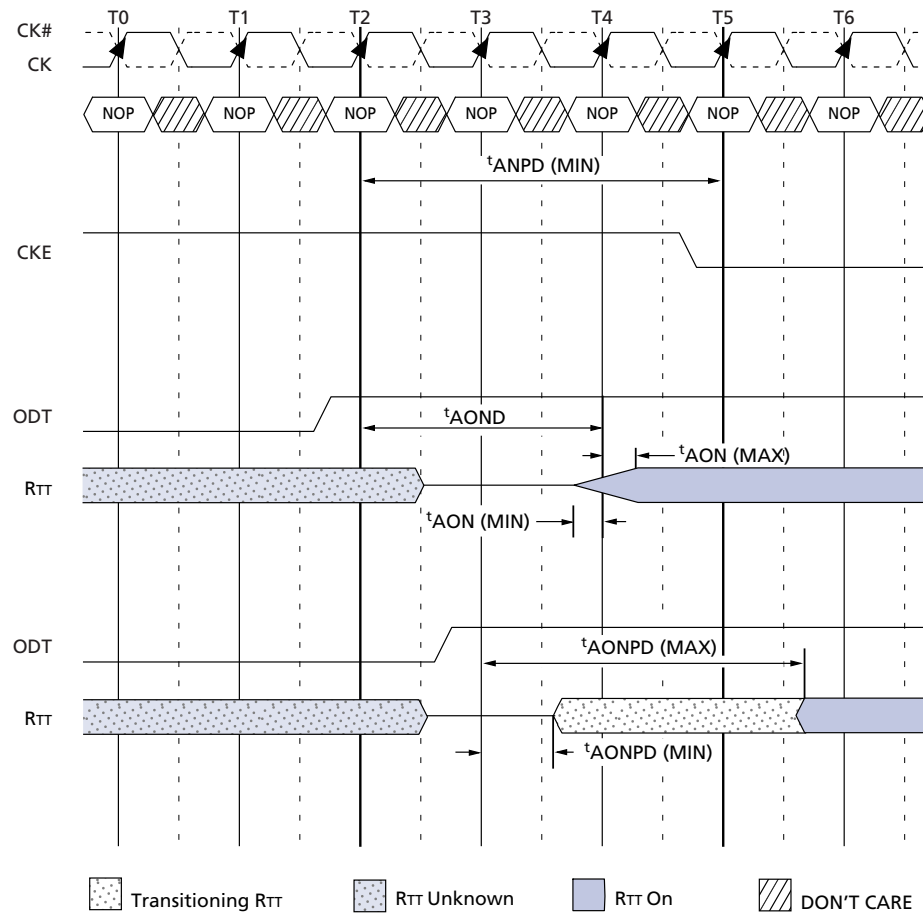 T0 T1 T2 T3 T4 T5 T6
CK#
CK
NOP NOP NOP NOP NOP NOP NOP
tANPD (MIN)
CKE
ODT
tAOND
tAON (MAX)
RTT
tAON (MIN)
ODT
tAONPD (MAX)
RTT
tAONPD (MIN)
Transitioning RTT RTT Unknown RTT On DON'T CARE